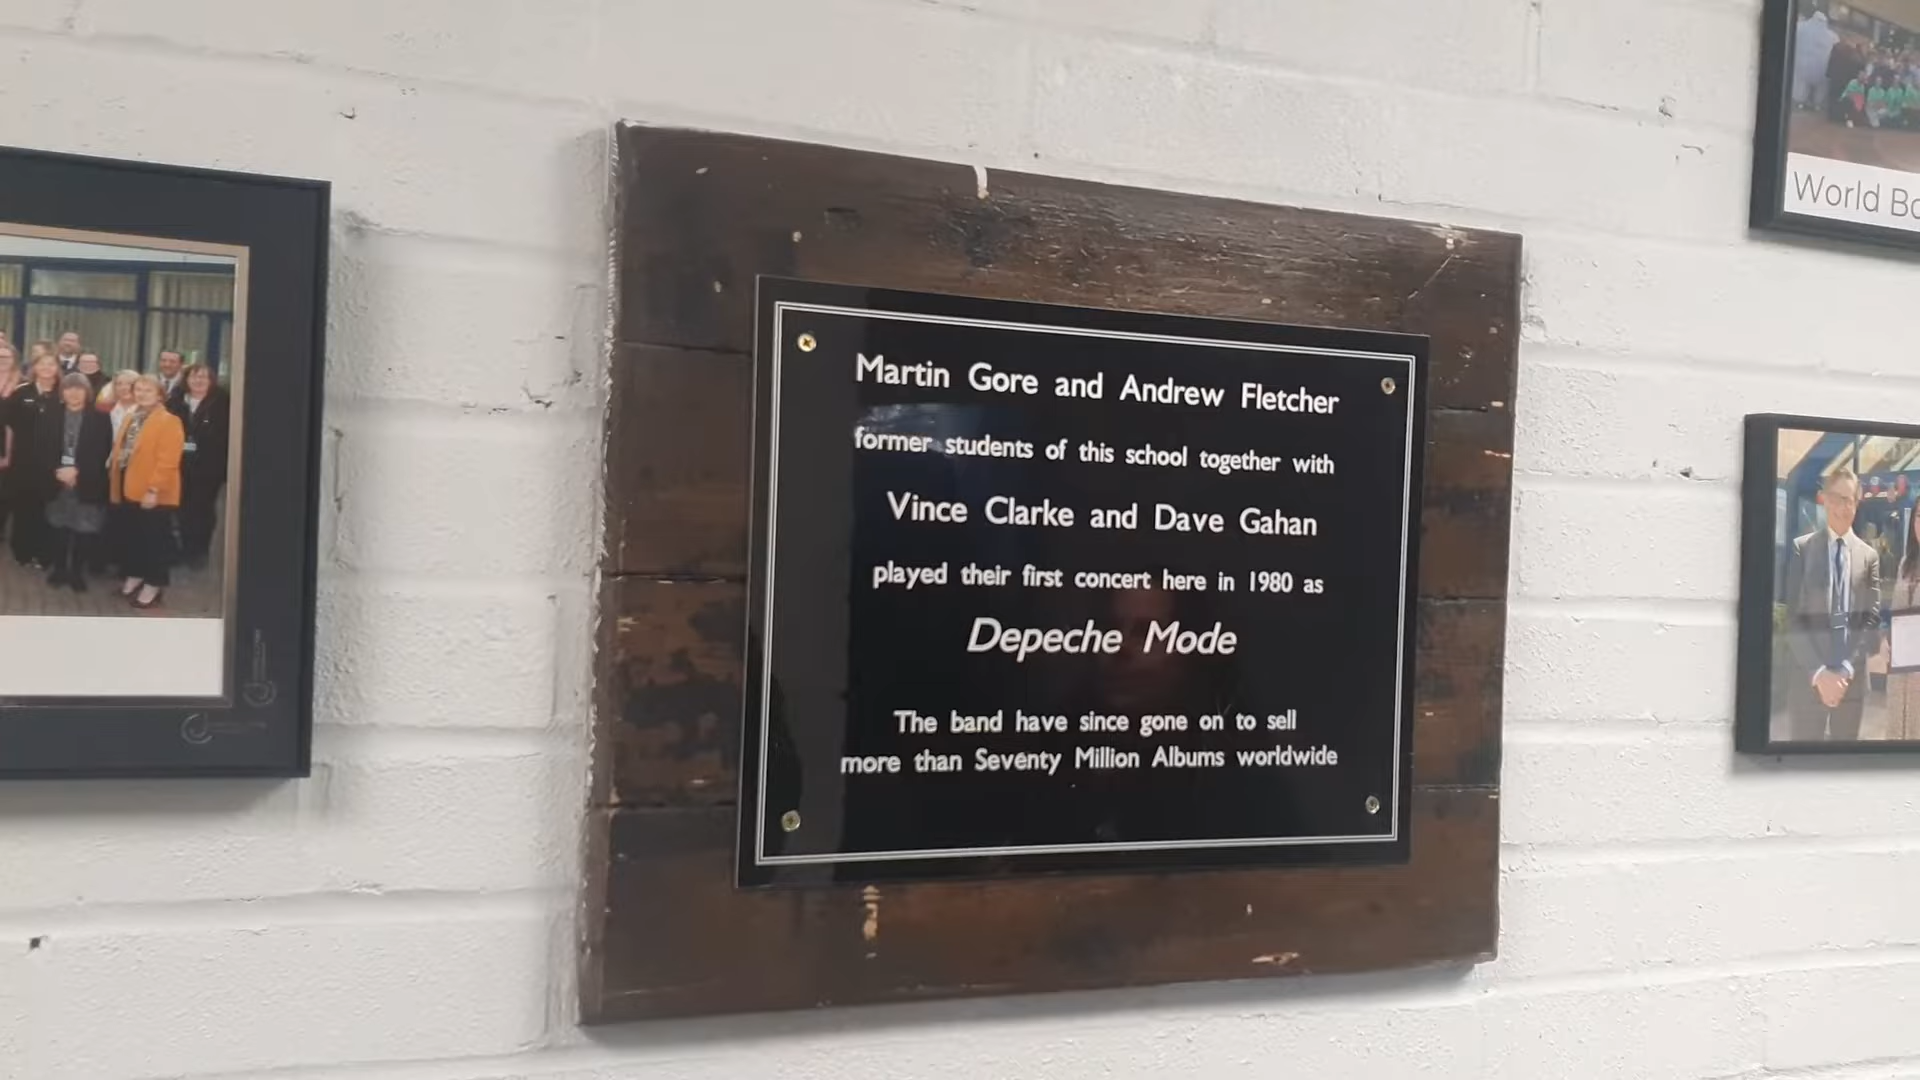 Martin Gore and Andrew Fletcher
former students of this school together with
Vince Clarke and Dave Gahan
played their first concert here in 1980 as
Depeche Mode
The band have since gone on to sell
more than Seventy Million Albums worldwide
World